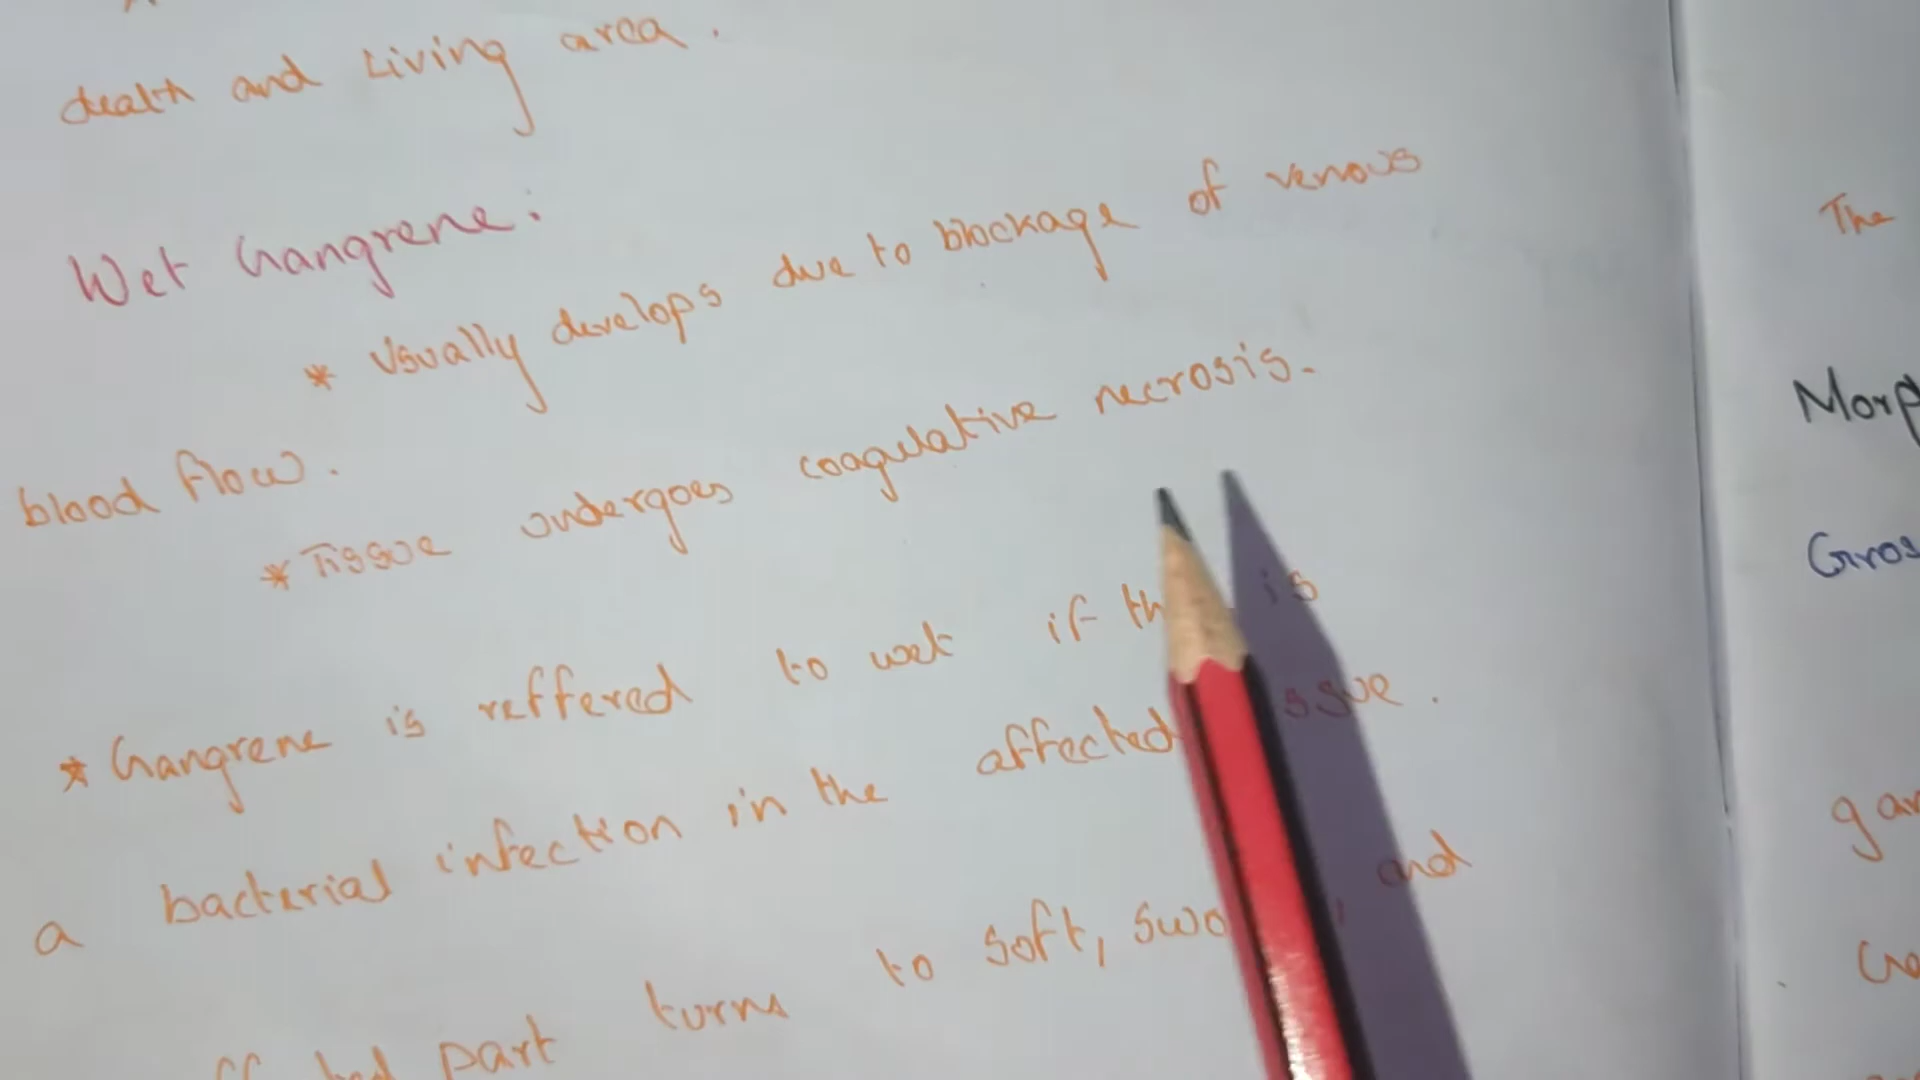 death and Living area.
Wet Gangrene:
* Usually develops due to blockage of venous
blood flow.
* Tissue undergoes coagulative necrosis.
* Gangrene is reffered to wet if is
a bacterial infection in the affected
part turns to soft, and
The
Morp
Gros